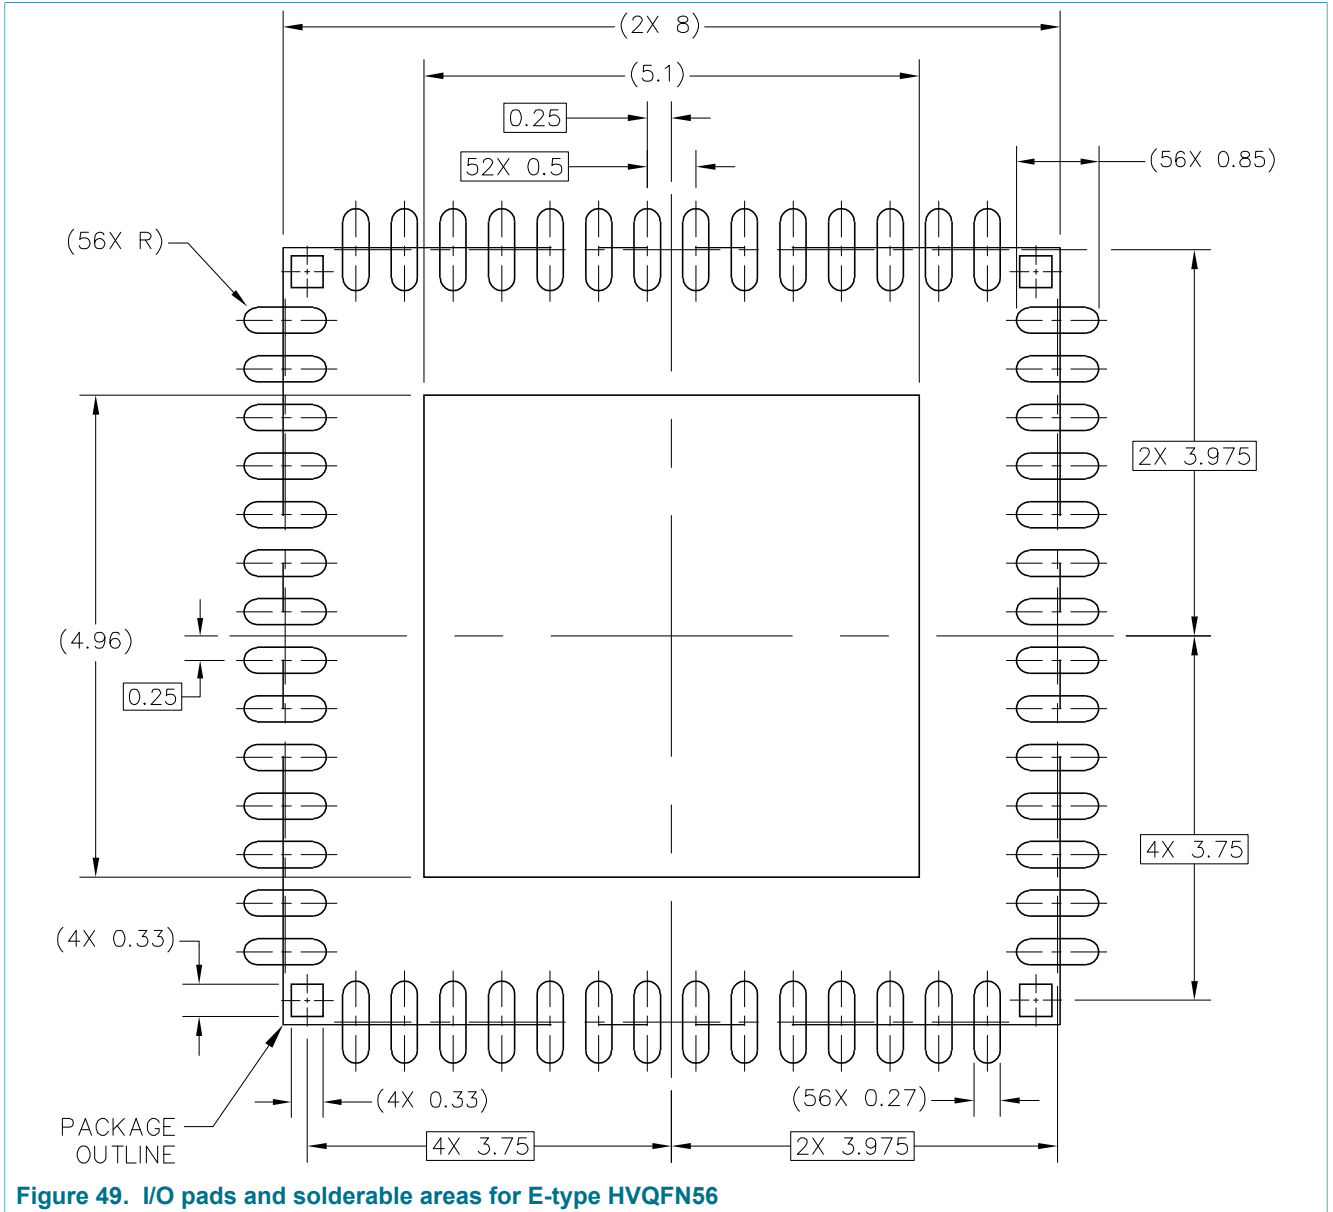 (2X 8)
(5.1)
0.25
52X 0.5
(56X 0.85)
(56X R)
2X 3.975
(4.96)
0.25
4X 3.75
(4X 0.33)
(4X 0.33)
(56X 0.27)
PACKAGE
OUTLINE
4X 3.75
2X 3.975
Figure 49. I/O pads and solderable areas for E-type HVQFN56